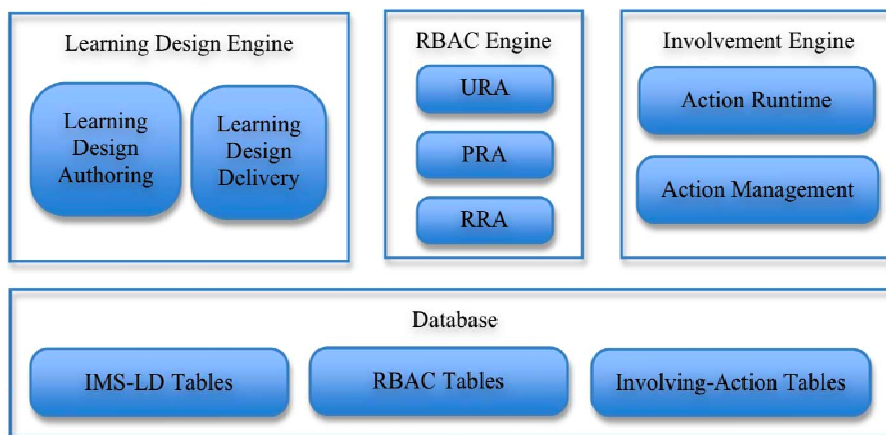 Learning Design Engine
Learning
Design
Authoring
Learning
Design
Delivery
RBAC Engine
URA
PRA
RRA
Involvement Engine
Action Runtime
Action Management
Database
IMS-LD Tables
RBAC Tables
Involving-Action Tables